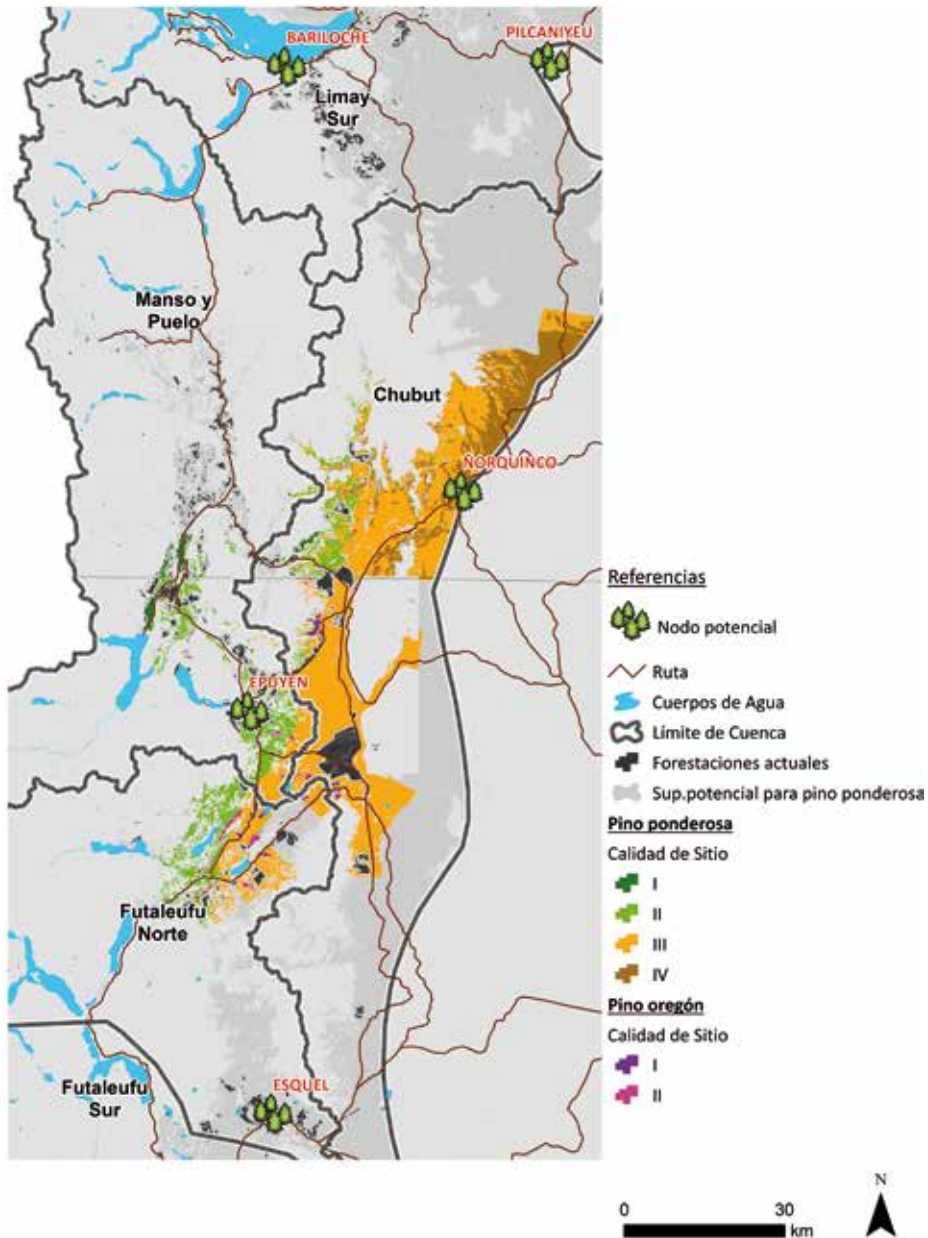 BARILOCHE
PILCANIYEU
Limay
Sur
Manso y
Puelo
Chubut
ÑORQUINCO
EPUYEN
Futaleufu
Norte
Futaleufu
Sur
ESQUEL
Referencias
Nodo potencial
Ruta
Cuerpos de Agua
Límite de Cuenca
Forestaciones actuales
Sup.potencial para pino ponderosa
Pino ponderosa
Calidad de Sitio
I
II
III
IV
Pino oregón
Calidad de Sitio
I
II
N
0 30
km